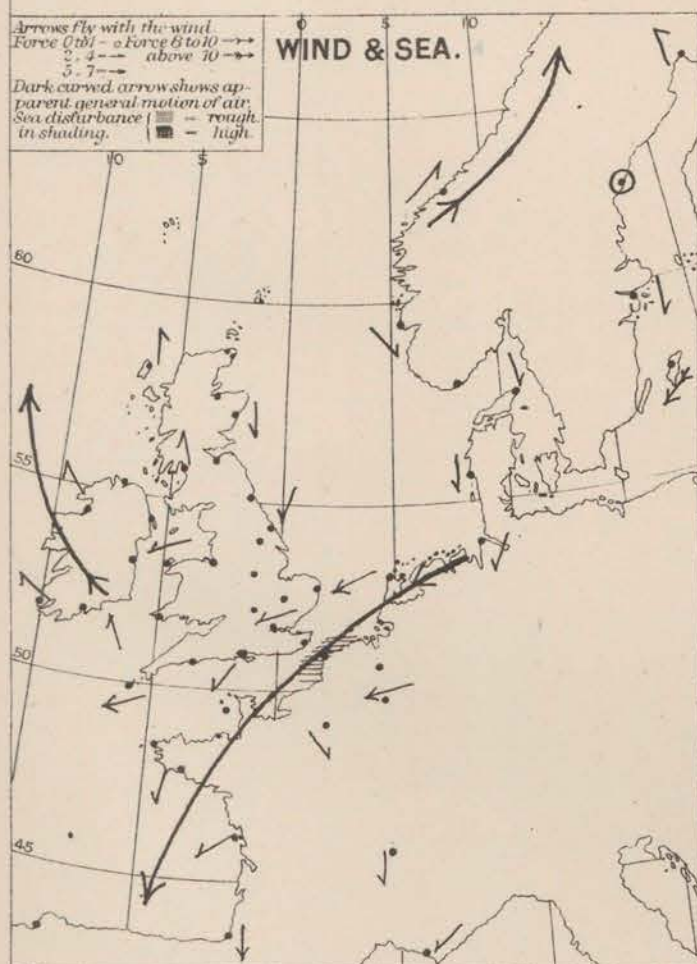 Arrows fly with the wind.
Force 0 to 1 - o Force 8 to 10
2 . 4 above 10
5 . 7
Dark curved arrow shows ap-
parent general motion of air.
Sea disturbance - rough.
in shading. - high.
WIND & SEA.
0 5 10
10 5
60
55
50
45